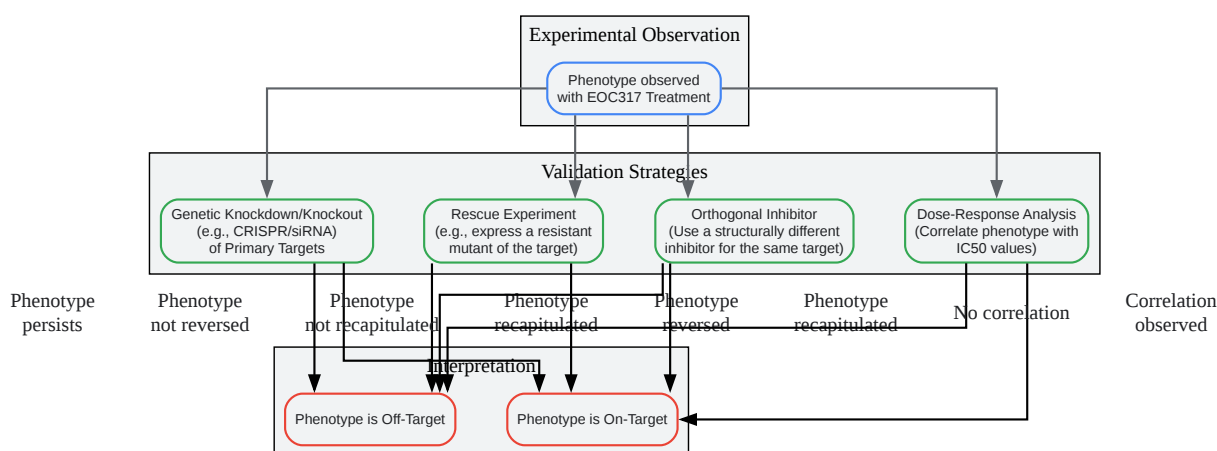 Experimental Observation
Phenotype observed
with EOC317 Treatment
Validation Strategies
Genetic Knockdown/Knockout
(e.g., CRISPR/siRNA)
of Primary Targets
Rescue Experiment
(e.g., express a resistant
mutant of the target)
Orthogonal Inhibitor
(Use a structurally different
inhibitor for the same target)
Dose-Response Analysis
(Correlate phenotype with
IC50 values)
Phenotype
persists
Phenotype
not reversed
Phenotype
not recapitulated
Phenotype
recapitulated
Phenotype
reversed
Phenotype
recapitulated
No correlation
Correlation
observed
Interpretation
Phenotype is Off-Target
Phenotype is On-Target